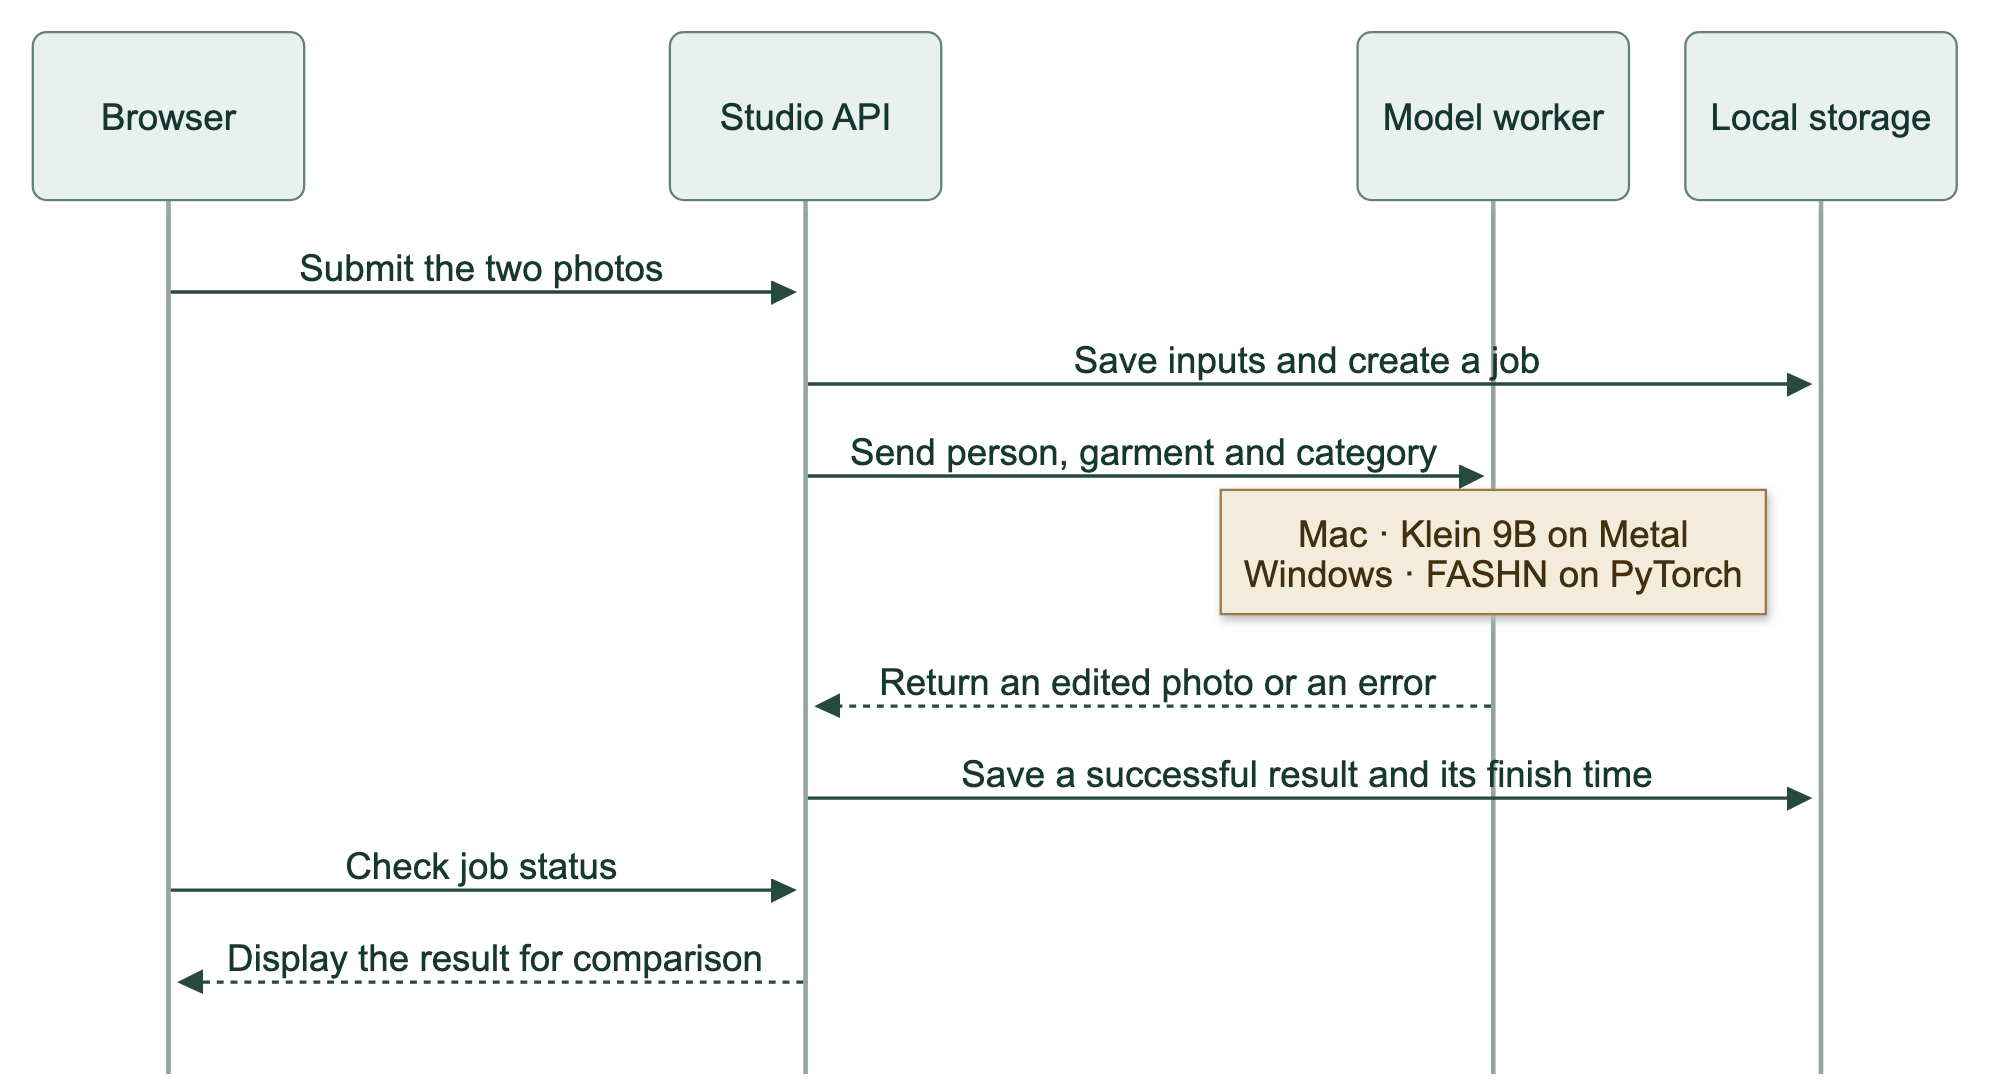 Browser
Studio API
Model worker
Local storage
Submit the two photos
Save inputs and create a job
Send person, garment and category
Mac · Klein 9B on Metal
Windows · FASHN on PyTorch
Return an edited photo or an error
Save a successful result and its finish time
Check job status
Display the result for comparison